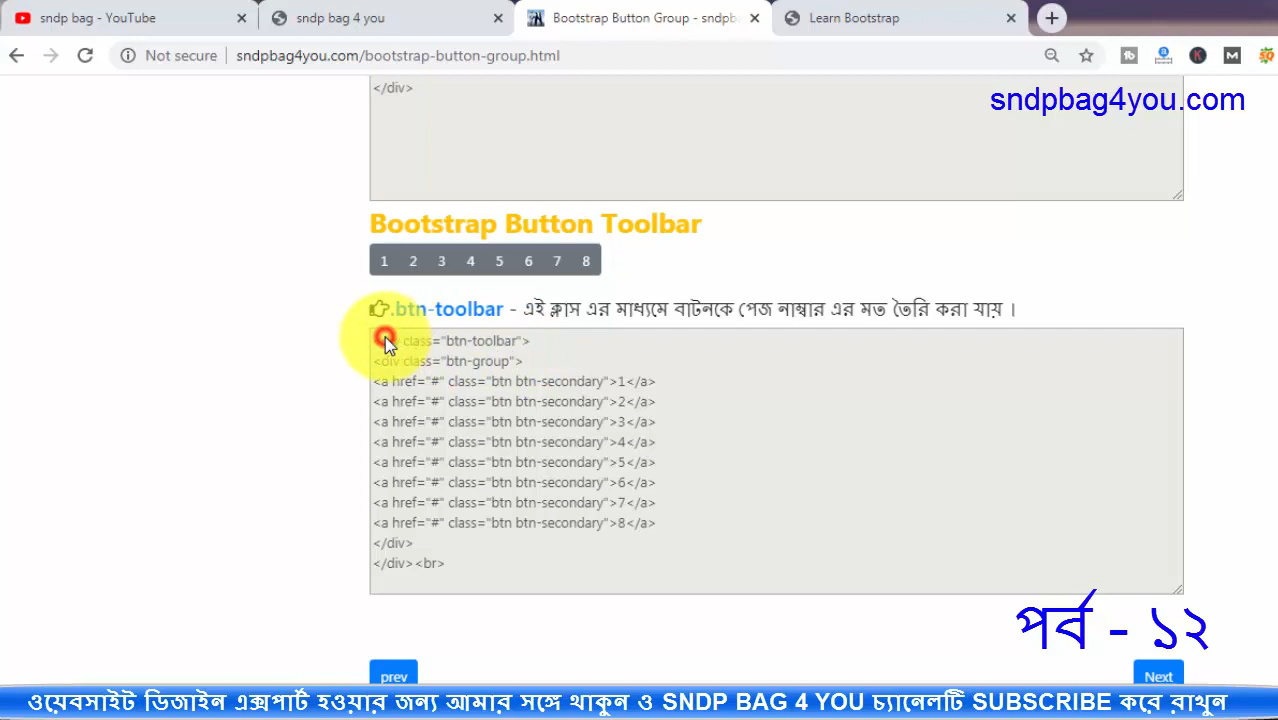 sndp bag - YouTube
sndp bag 4 you
Bootstrap Button Group - sndpb
Learn Bootstrap
Not secure
sndpbag4you.com/bootstrap-button-group.html
</div>
sndpbag4you.com
Bootstrap Button Toolbar
1 2 3 4 5 6 7 8
.btn-toolbar - এই ক্লাস এর মাধ্যমে বাটনকে পেজ নাম্বার এর মত তৈরি করা যায় ।
class="btn-toolbar">
<div class="btn-group">
<a href="#" class="btn btn-secondary">1</a>
<a href="#" class="btn btn-secondary">2</a>
<a href="#" class="btn btn-secondary">3</a>
<a href="#" class="btn btn-secondary">4</a>
<a href="#" class="btn btn-secondary">5</a>
<a href="#" class="btn btn-secondary">6</a>
<a href="#" class="btn btn-secondary">7</a>
<a href="#" class="btn btn-secondary">8</a>
</div>
</div><br>
পর্ব - ১২
prev
Next
ওয়েবসাইট ডিজাইন এক্সপার্ট হওয়ার জন্য আমার সঙ্গে থাকুন ও SNDP BAG 4 YOU চ্যানেলটি SUBSCRIBE করে রাখুন